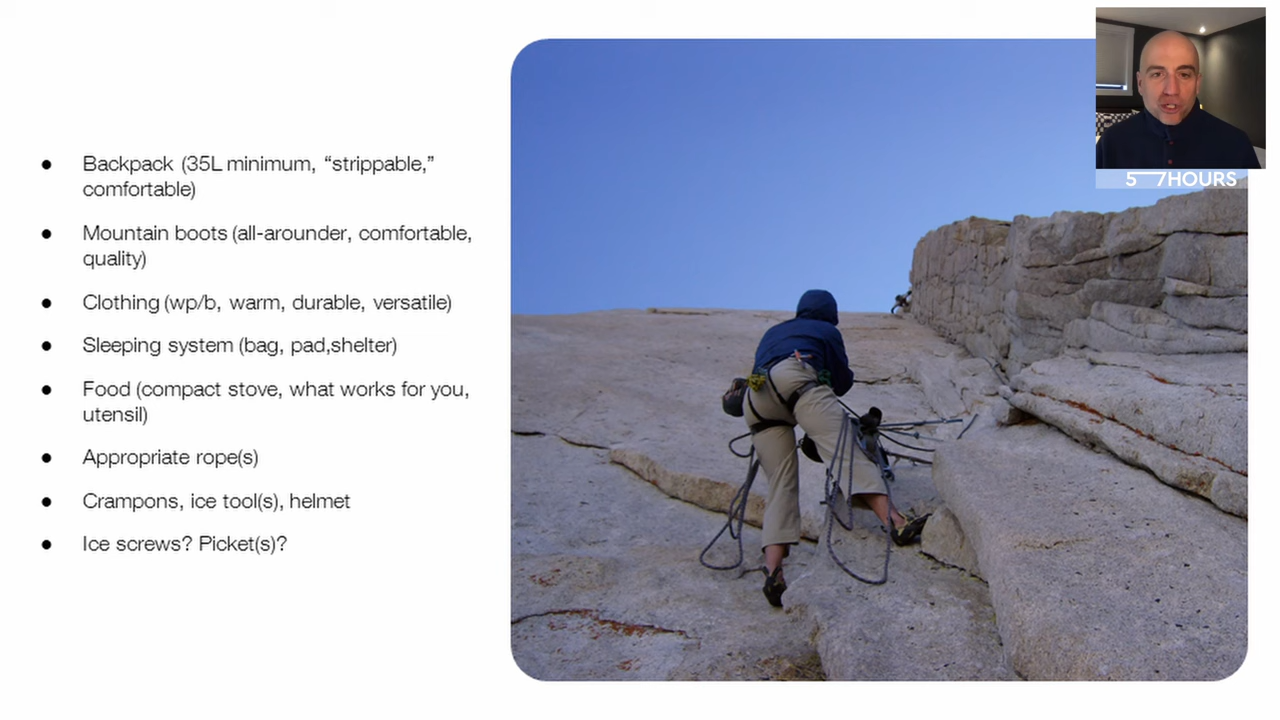 ● Backpack (35L minimum, “strippable,”
comfortable)
● Mountain boots (all-arounder, comfortable,
quality)
● Clothing (wp/b, warm, durable, versatile)
● Sleeping system (bag, pad,shelter)
● Food (compact stove, what works for you,
utensil)
● Appropriate rope(s)
● Crampons, ice tool(s), helmet
● Ice screws? Picket(s)?
57HOURS